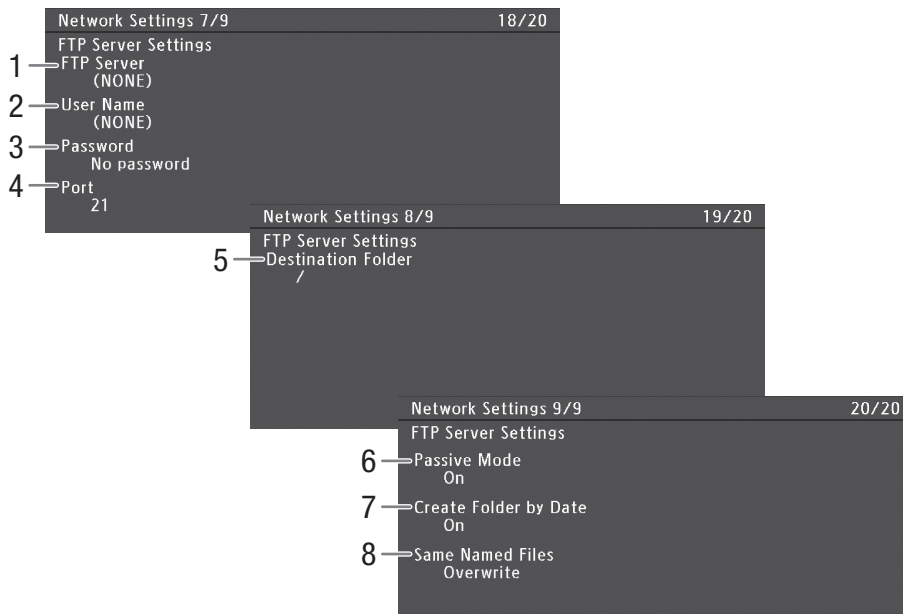 Network Settings 7/9 18/20
FTP Server Settings
1 FTP Server
(NONE)
2 User Name
(NONE)
3 Password
No password
4 Port
21
Network Settings 8/9 19/20
FTP Server Settings
5 Destination Folder
/
Network Settings 9/9 20/20
FTP Server Settings
6 Passive Mode
On
7 Create Folder by Date
On
8 Same Named Files
Overwrite